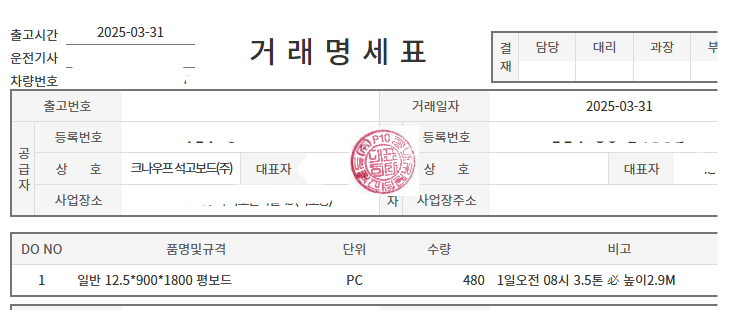 출고시간 2025-03-31
운전기사
차량번호
거래명세표
결재 담당 대리 과장 부
출고번호 거래일자 2025-03-31
공급자
등록번호 등록번호
상 호 크나우프 석고보드(주) 대표자 상 호 대표자
사업장소 자 사업장주소
DO NO 품명및규격 단위 수량 비고
1 일반 12.5*900*1800 평보드 PC 480 1일오전 08시 3.5톤 必 높이2.9M